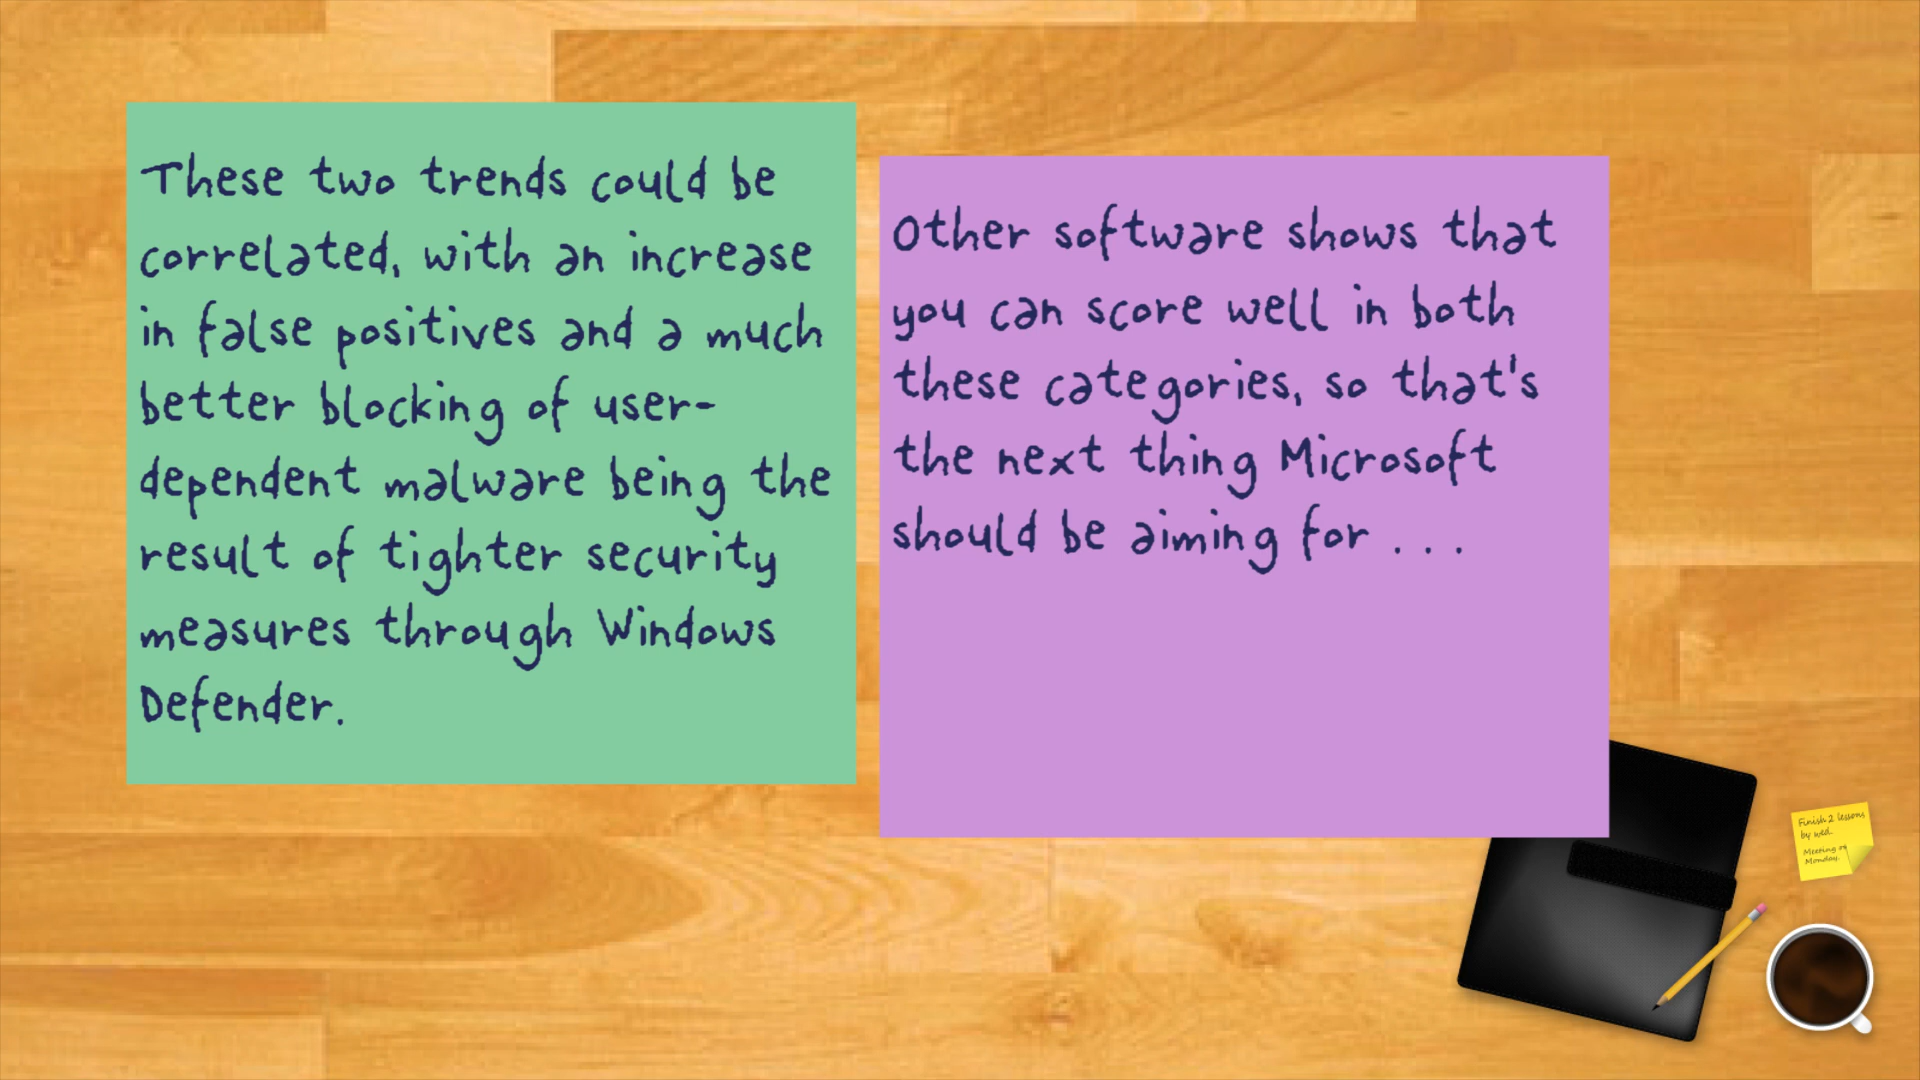 These two trends could be
correlated, with an increase
in false positives and a much
better blocking of user-
dependent malware being the
result of tighter security
measures through Windows
Defender.
Other software shows that
you can score well in both
these categories, so that's
the next thing Microsoft
should be aiming for . . .
Finish 2 lessons
by wed.
Meeting on
Monday.